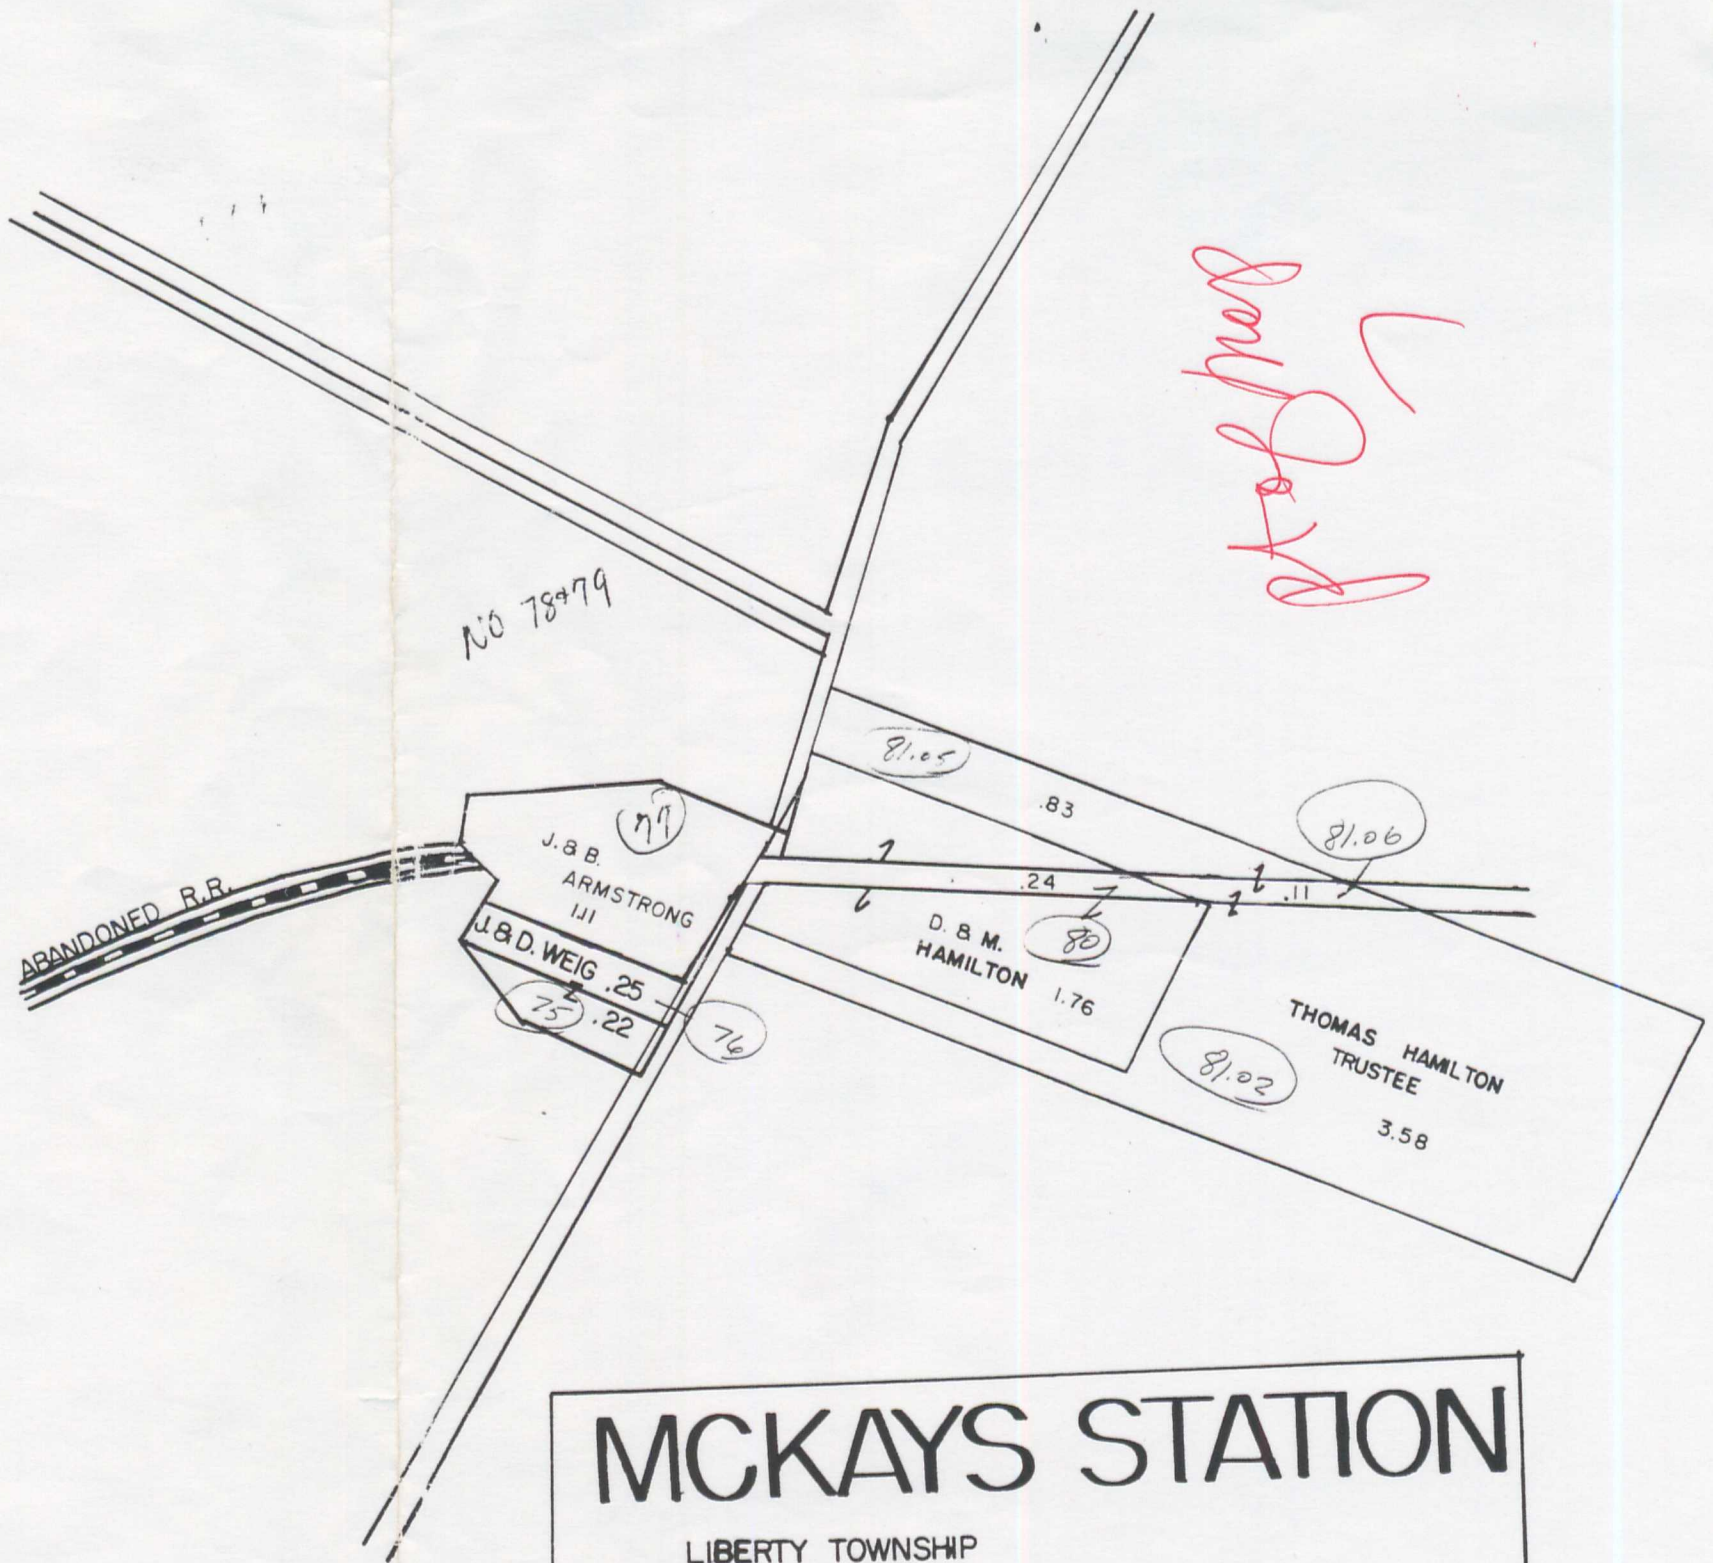 NO 78+79
81.05
.83
81.06
77
J. & B.
ARMSTRONG
1.11
.24
.11
ABANDONED R.R.
J. & D. WEIG .25
75 .22
76
D. & M.
HAMILTON 1.76
80
THOMAS HAMILTON
TRUSTEE
3.58
81.02
MCKAYS STATION
LIBERTY TOWNSHIP